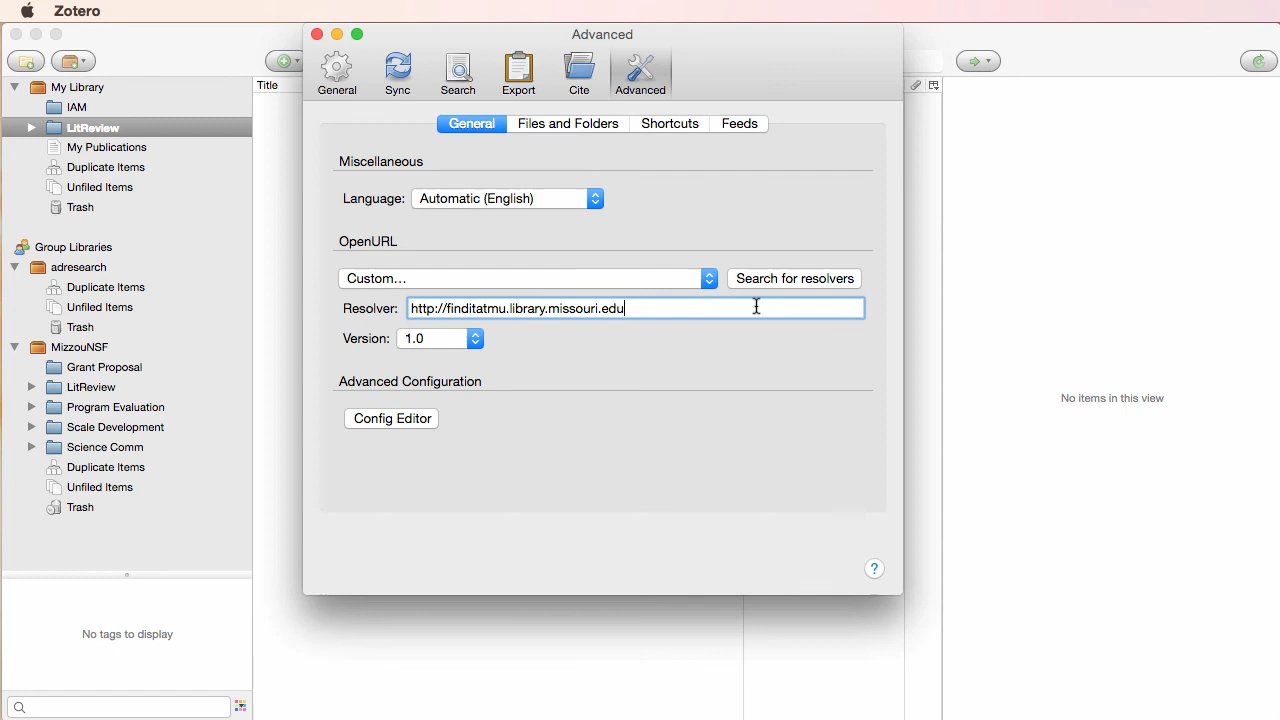 Zotero
Advanced
General
Sync
Search
Export
Cite
Advanced
General
Files and Folders
Shortcuts
Feeds
Miscellaneous
Language: Automatic (English)
OpenURL
Custom...
Search for resolvers
Resolver: http://finditatmu.library.missouri.edu
Version: 1.0
Advanced Configuration
Config Editor
?
Title
My Library
IAM
LitReview
My Publications
Duplicate Items
Unfiled Items
Trash
Group Libraries
adresearch
Duplicate Items
Unfiled Items
Trash
MizzouNSF
Grant Proposal
LitReview
Program Evaluation
Scale Development
Science Comm
Duplicate Items
Unfiled Items
Trash
No tags to display
No items in this view